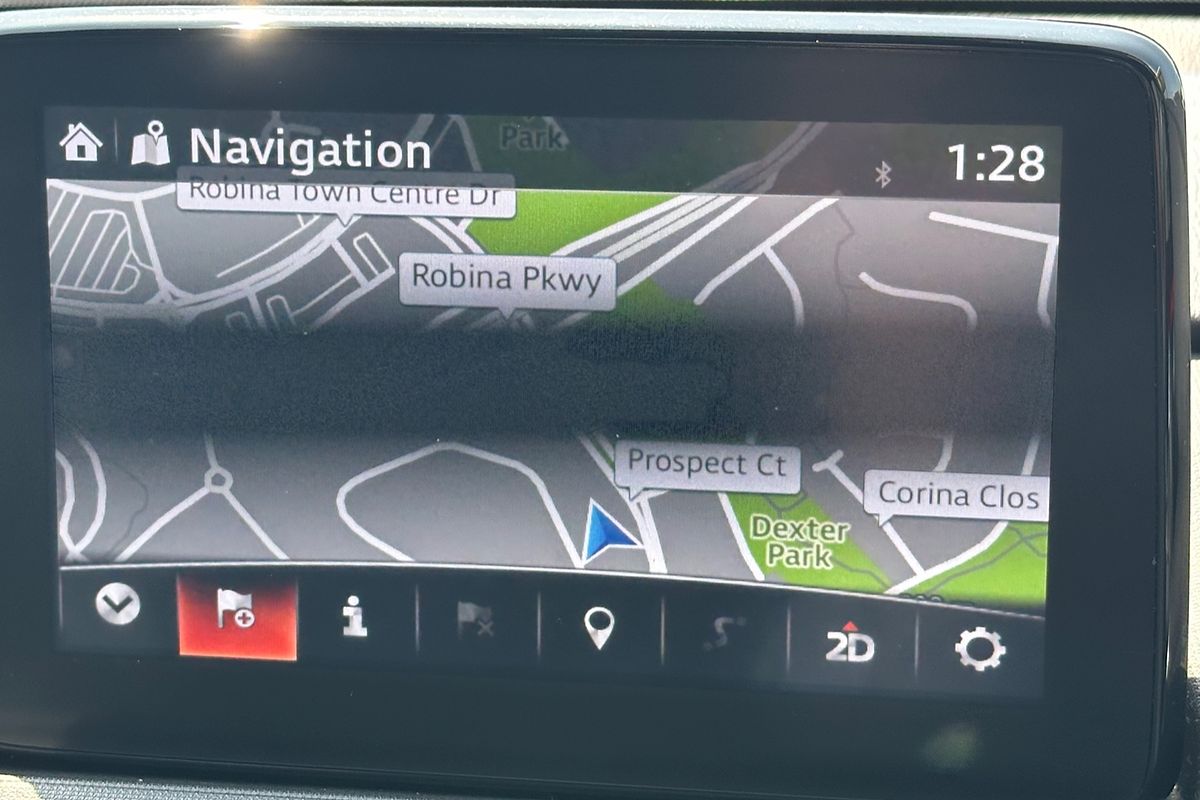 Navigation
Park
1:28
Robina Town Centre Dr
Robina Pkwy
Prospect Ct
Corina Clos
Dexter
Park
2D